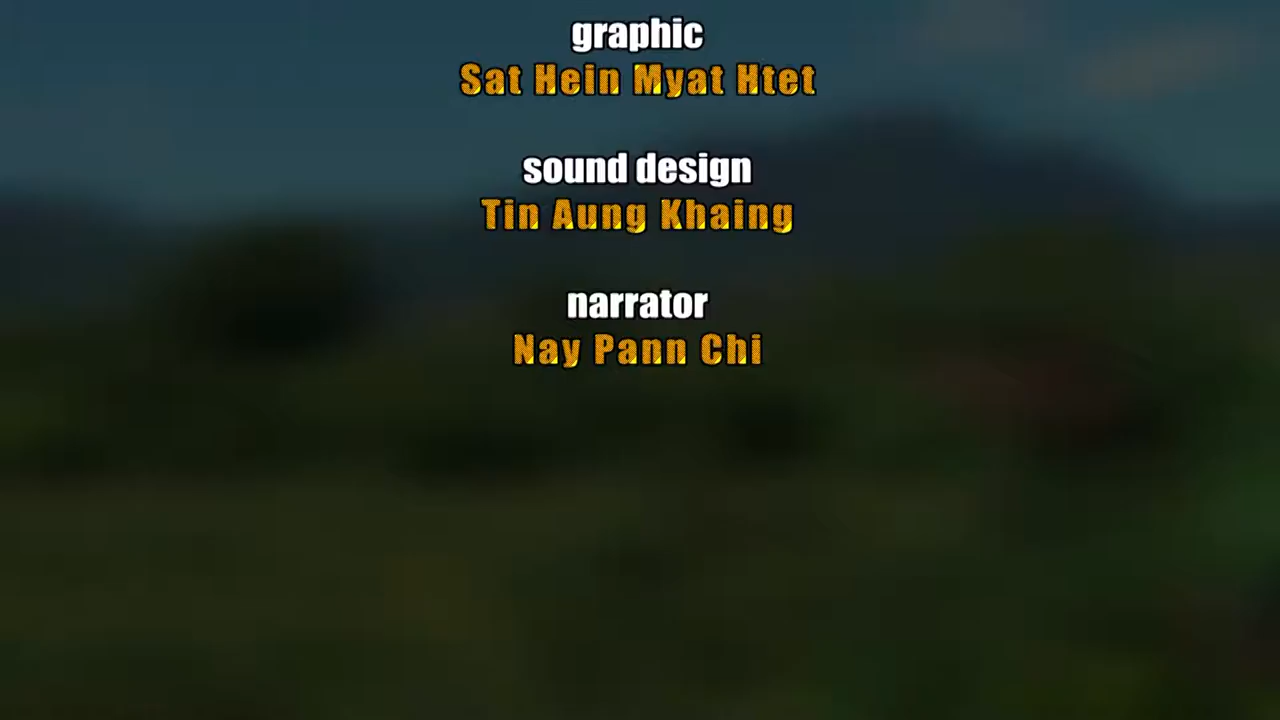 graphic
Sat Hein Myat Htet
sound design
Tin Aung Khaing
narrator
Nay Pann Chi